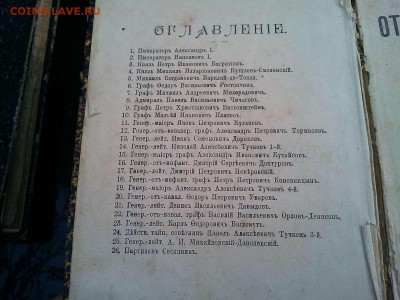 COINS.LAVE.RU
ОТ
ОГЛАВЛЕНІЕ.
1. Императоръ Александръ I.
2. Императоръ Наполеонъ I.
3. Князь Петръ Ивановичъ Багратіонъ.
4. Князь Михаилъ Иларіоновичъ Кутузовъ-Смоленскій.
5. Михаилъ Богдановичъ Барклай-де-Толли.
6. Графъ Ѳедоръ Васильевичъ Ростопчинъ.
7. Графъ Михаилъ Андреевичъ Милорадовичъ.
8. Адмиралъ Павелъ Васильевичъ Чичаговъ.
9. Графъ Петръ Христіановичъ Витгенштейнъ.
10. Графъ Матвѣй Ивановичъ Платовъ.
11. Генер.-маіоръ Яковъ Петровичъ Кульневъ.
12. Генер.-отъ-кавалер. графъ Александръ Петровичъ Тормасовъ.
13. Генер.-лейт. Иванъ Семеновичъ Дороховъ.
14. Генер.-лейт. Николай Алексѣевичъ Тучковъ 1-й.
15. Генер.-маіоръ графъ Александръ Ивановичъ Кутайсовъ.
16. Генер.-отъ-инфант. Дмитрій Сергѣевичъ Дохтуровъ.
17. Генер.-лейт. Дмитрій Петровичъ Невѣровскій.
18. Генер.-отъ-инфант. графъ Петръ Петровичъ Коновницынъ.
19. Генер.-маіоръ Александръ Алексѣевичъ Тучковъ 4-й.
20. Генер.-отъ-кавал. Ѳедоръ Петровичъ Уваровъ.
21. Генер.-лейт. Денисъ Васильевичъ Давыдовъ.
22. Генер.-отъ-кавал. графъ Василій Васильевичъ Орловъ-Денисовъ.
23. Генер.-лейт. Карлъ Ѳедоровичъ Багговутъ.
24. Дѣйств. тайн. совѣтникъ Павелъ Алексѣевичъ Тучковъ 3-й.
25. Генер.-лейт. А. И. Михайловскій-Данилевскій.
26. Партизанъ Сеславинъ.